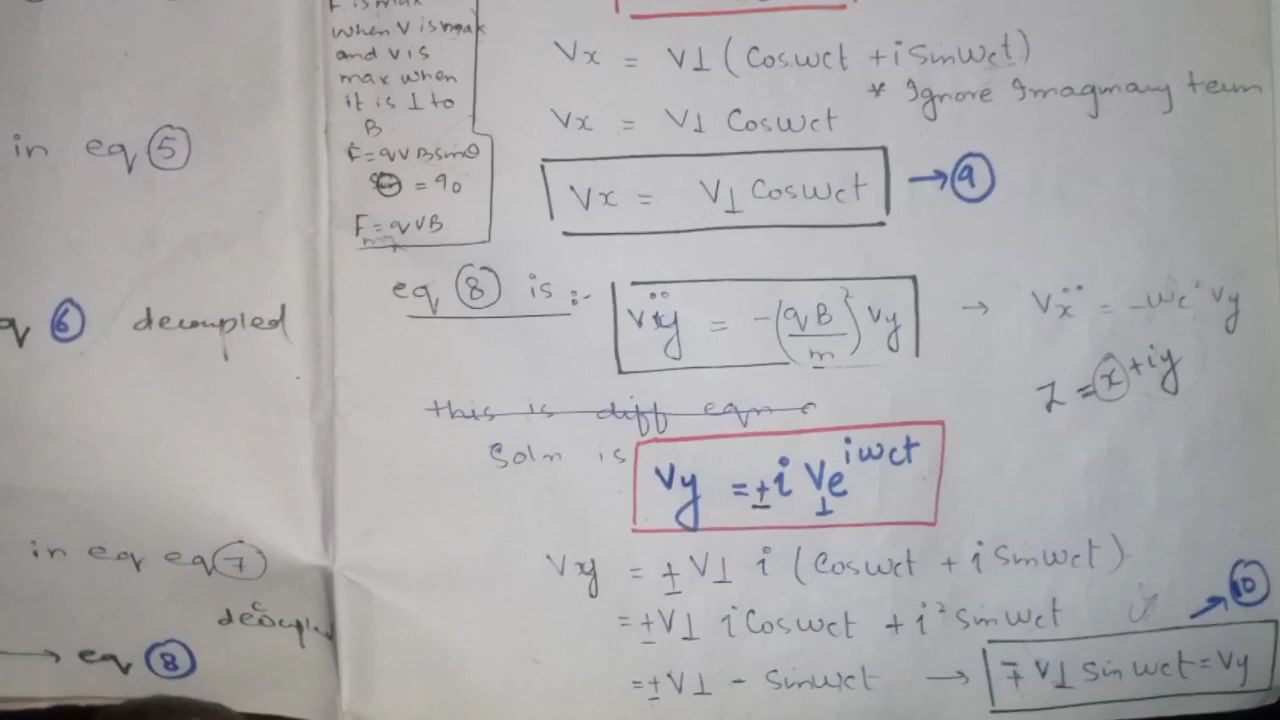 in eq ⑤
q ⑥ decoupled
in eq eq ⑦
decoupled
→ eq ⑧
when V is max
and V is
max when
it is ⊥ to
B
F = qVBsinθ
θ = 90
F = qVB
Vx = V⊥ (Coswct + i Sinwct)
* Ignore Imaginary term
Vx = V⊥ Coswct
Vx = V⊥ Coswct → ⑨
eq ⑧ is :- V̈y = -(qB/m)² Vy → V̈x = -wc² Vy
Z = x + iy
this is diff eqn
Soln is Vy = ± i V⊥ e^iwct
Vy = ± V⊥ i (Coswct + i Sinwct)
= ± V⊥ i Coswct + i² Sinwct
= ± V⊥ - Sinwct → ∓ V⊥ Sin wct = Vy → ⑩